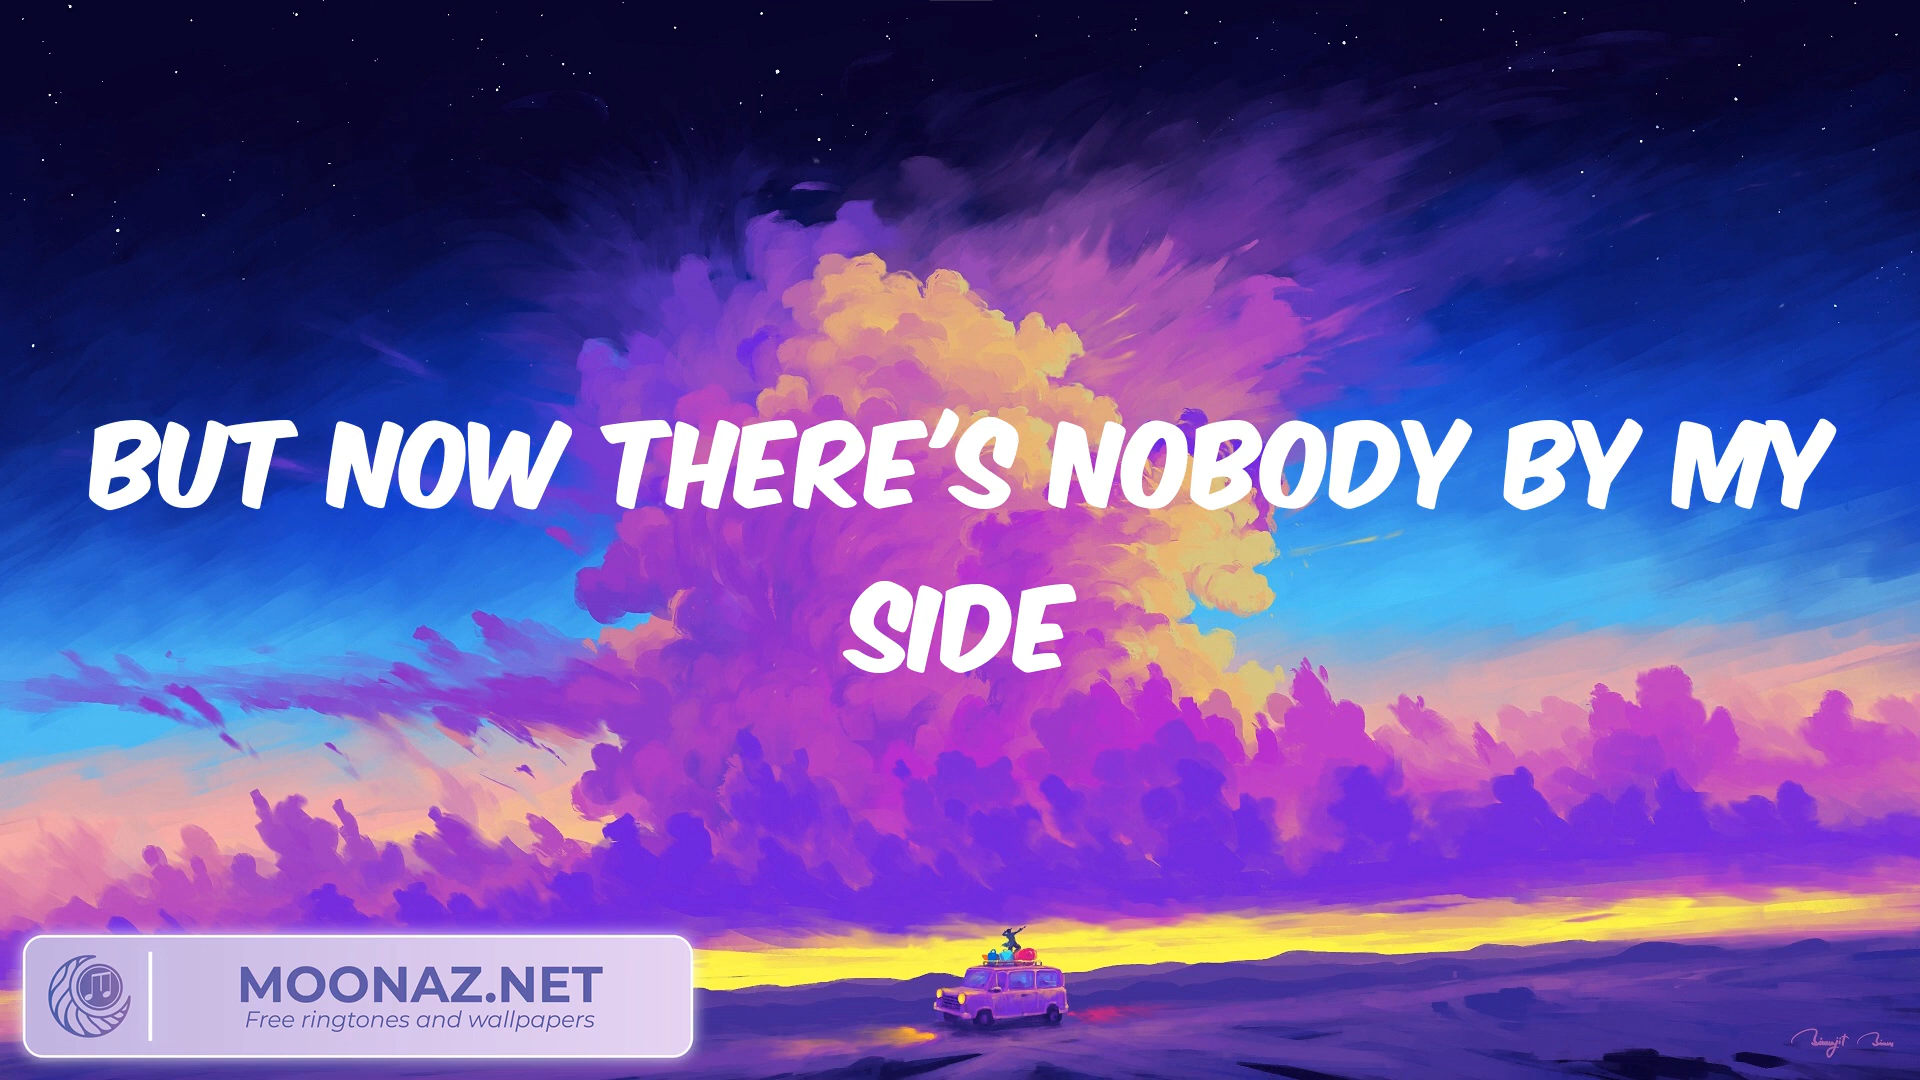 BUT NOW THERE'S NOBODY BY MY
SIDE
MOONAZ.NET
Free ringtones and wallpapers